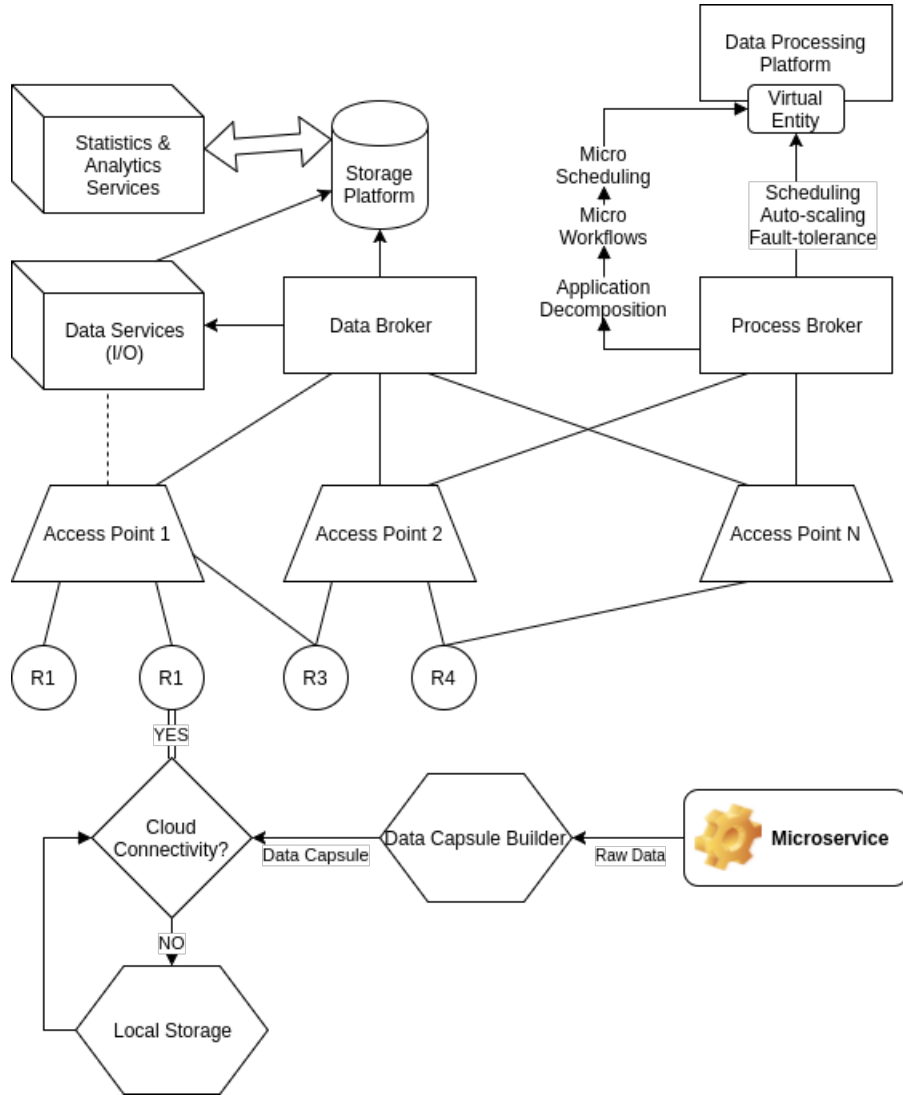 Data Processing
Platform
Virtual
Entity
Statistics &
Analytics
Services
Storage
Platform
Micro
Scheduling
Micro
Workflows
Application
Decomposition
Scheduling
Auto-scaling
Fault-tolerance
Data Services
(I/O)
Data Broker
Process Broker
Access Point 1
Access Point 2
Access Point N
R1
R1
R3
R4
YES
Cloud
Connectivity?
Data Capsule
Data Capsule Builder
Raw Data
Microservice
NO
Local Storage